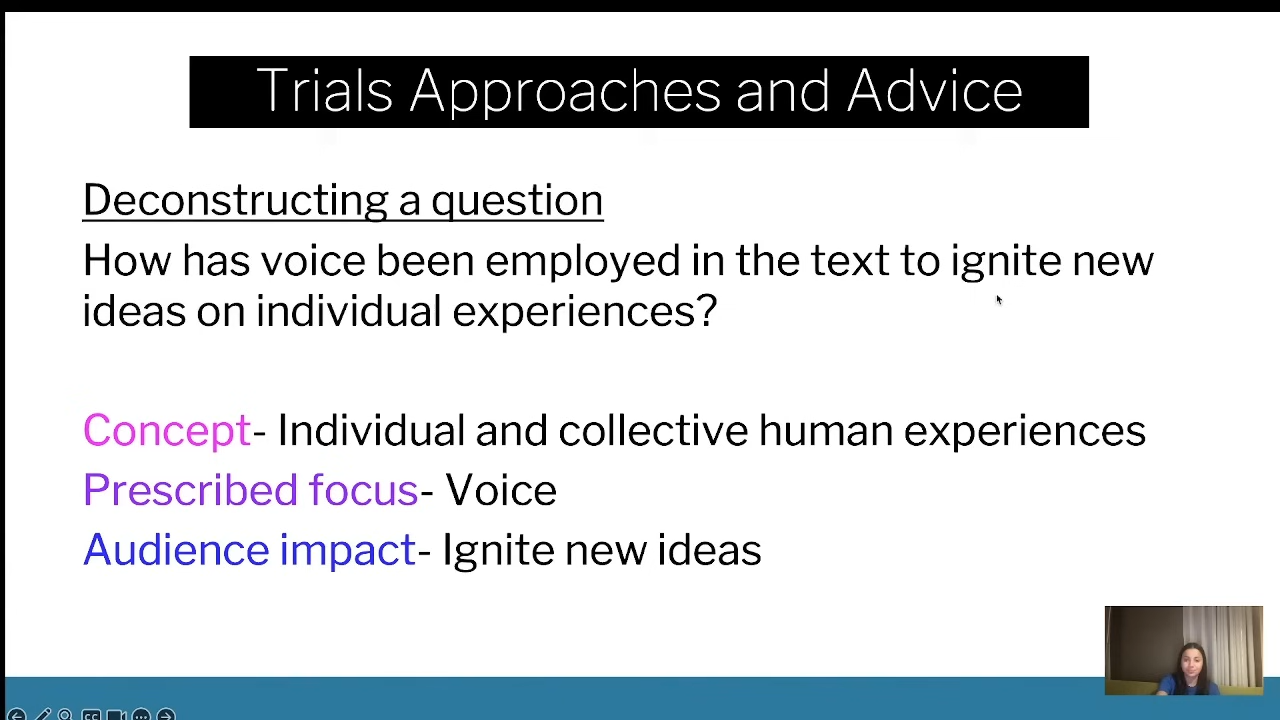 Trials Approaches and Advice
Deconstructing a question
How has voice been employed in the text to ignite new
ideas on individual experiences?
Concept- Individual and collective human experiences
Prescribed focus- Voice
Audience impact- Ignite new ideas
CC